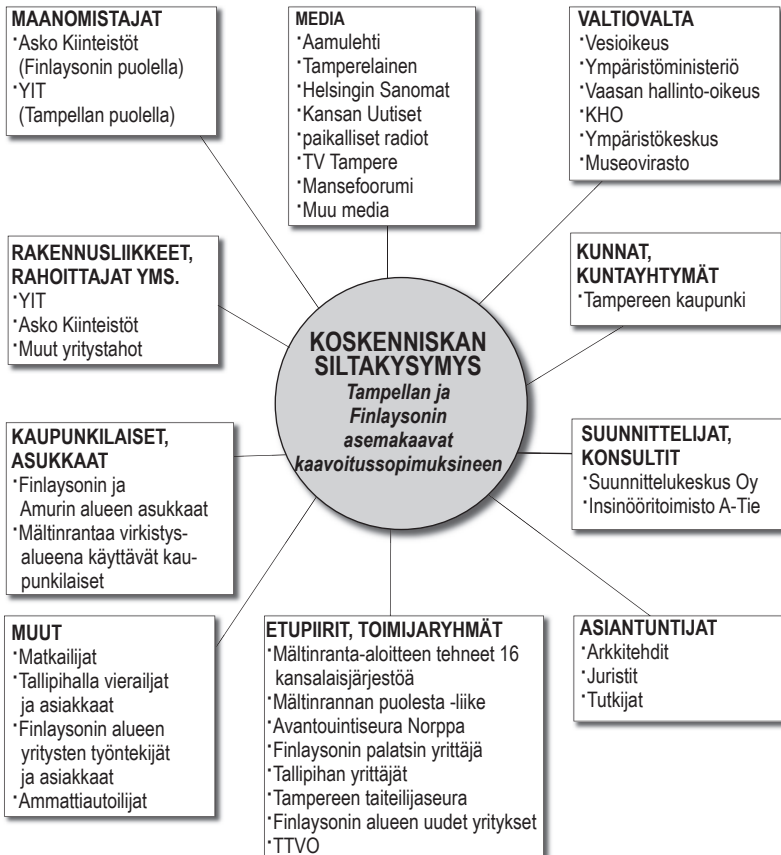 MAANOMISTAJAT
·Asko Kiinteistöt
(Finlaysonin puolella)
·YIT
(Tampellan puolella)
MEDIA
·Aamulehti
·Tamperelainen
·Helsingin Sanomat
·Kansan Uutiset
·paikalliset radiot
·TV Tampere
·Mansefoorumi
·Muu media
VALTIOVALTA
·Vesioikeus
·Ympäristöministeriö
·Vaasan hallinto-oikeus
·KHO
·Ympäristökeskus
·Museovirasto
RAKENNUSLIIKKEET,
RAHOITTAJAT YMS.
·YIT
·Asko Kiinteistöt
·Muut yritystahot
KOSKENNISKAN
SILTAKYSYMYS
Tampellan ja
Finlaysonin
asemakaavat
kaavoitussopimuksineen
KUNNAT,
KUNTAYHTYMÄT
·Tampereen kaupunki
KAUPUNKILAISET,
ASUKKAAT
·Finlaysonin ja
Amurin alueen asukkaat
·Mältinrantaa virkistys-
alueena käyttävät kau-
punkilaiset
SUUNNITTELIJAT,
KONSULTIT
·Suunnittelukeskus Oy
·Insinööritoimisto A-Tie
MUUT
·Matkailijat
·Tallipihalla vierailjat
ja asiakkaat
·Finlaysonin alueen
yritysten työntekijät
ja asiakkaat
·Ammattiautoilijat
ETUPIIRIT, TOIMIJARYHMÄT
·Mältinranta-aloitteen tehneet 16
kansalaisjärjestöä
·Mältinrannan puolesta -liike
·Avantouintiseura Norppa
·Finlaysonin palatsin yrittäjä
·Tallipihan yrittäjät
·Tampereen taiteilijaseura
·Finlaysonin alueen uudet yritykset
·TTVO
ASIANTUNTIJAT
·Arkkitehdit
·Juristit
·Tutkijat